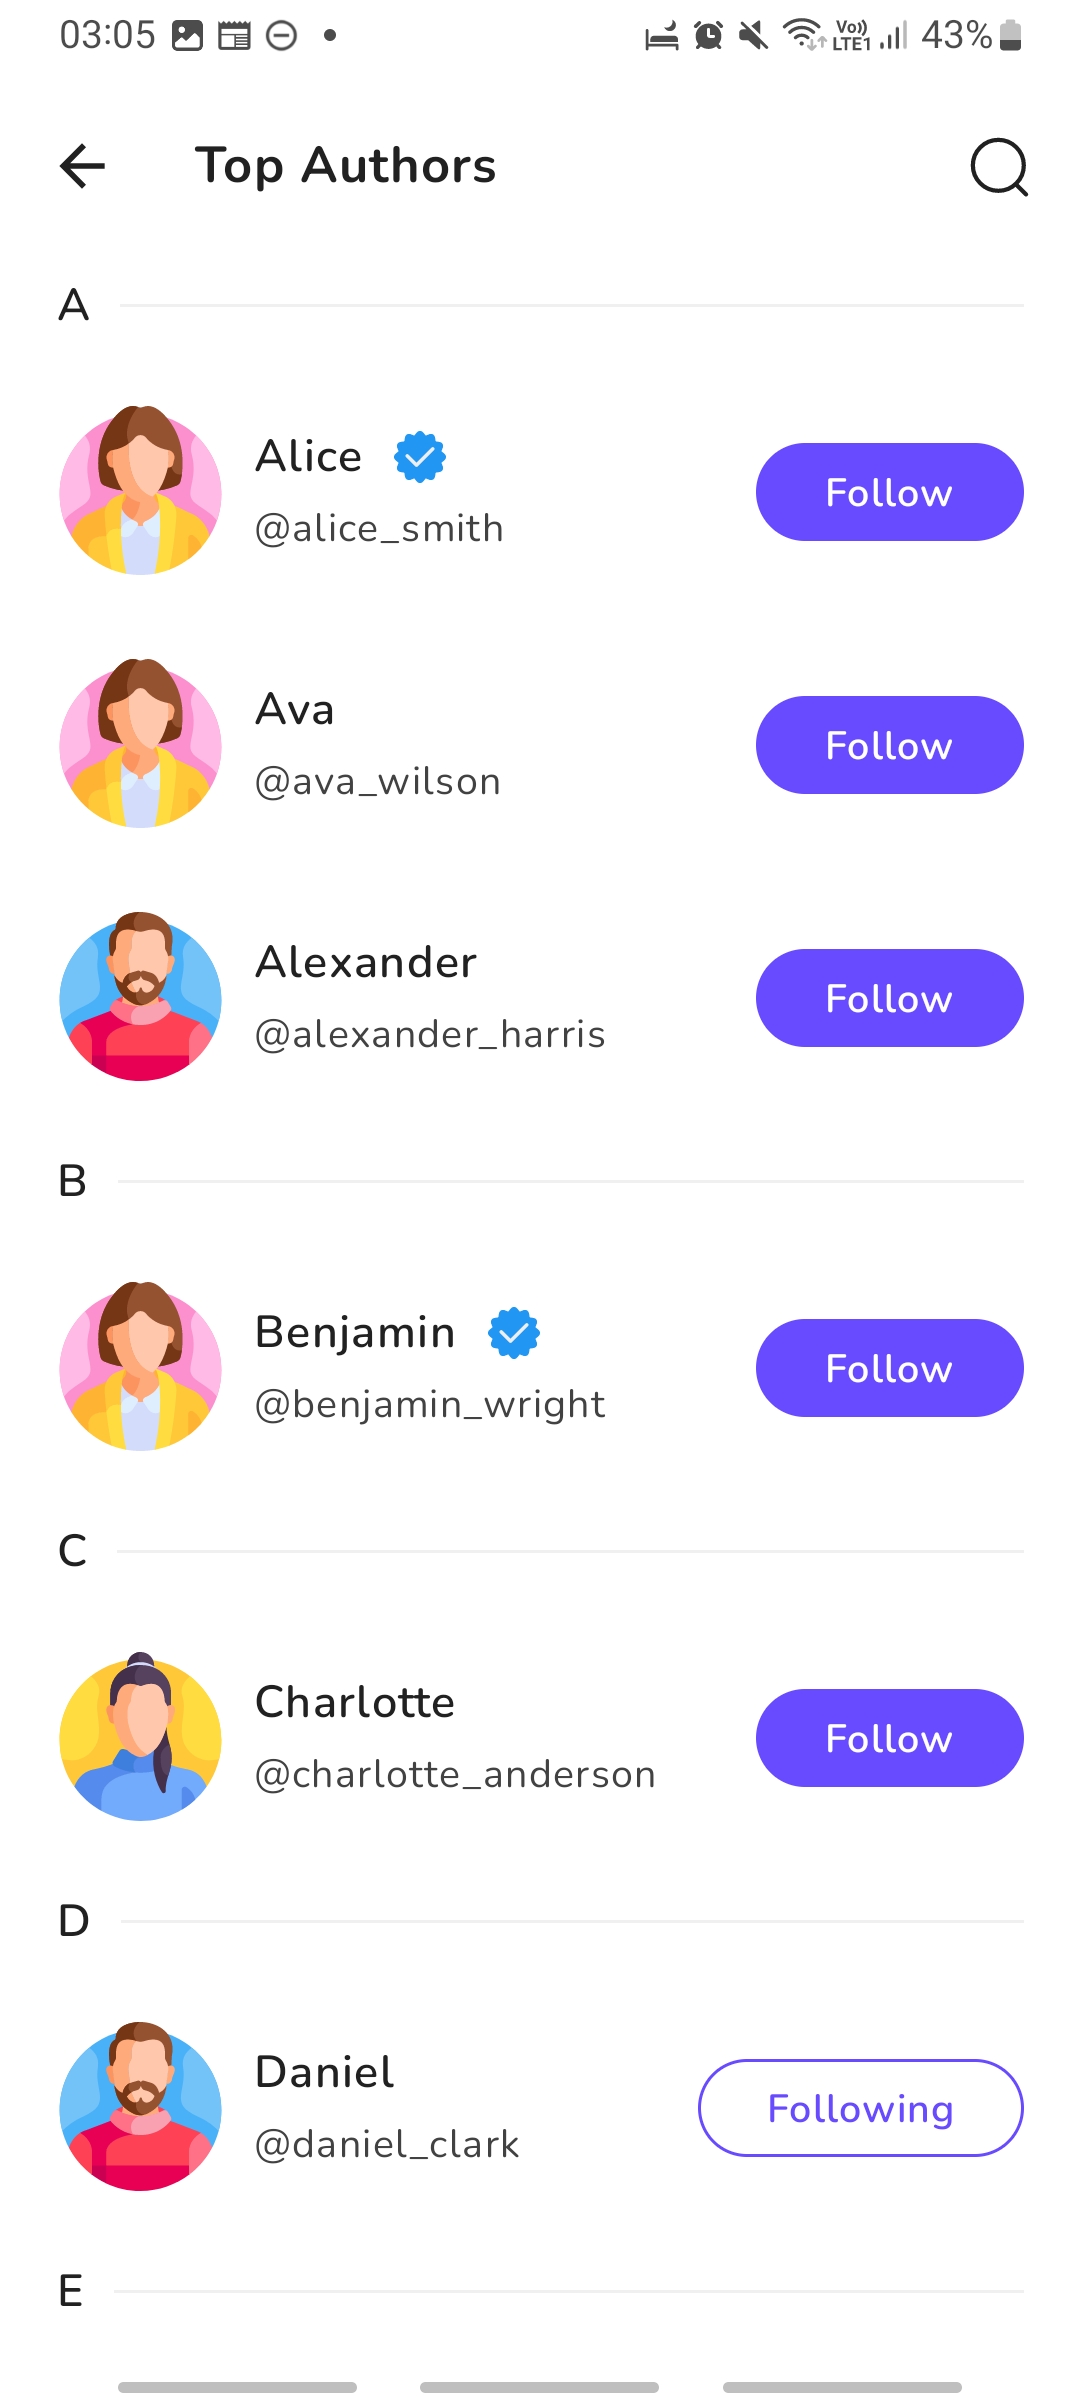 03:05 Vo)) LTE1 43%
Top Authors
A
Alice
@alice_smith
Follow
Ava
@ava_wilson
Follow
Alexander
@alexander_harris
Follow
B
Benjamin
@benjamin_wright
Follow
C
Charlotte
@charlotte_anderson
Follow
D
Daniel
@daniel_clark
Following
E